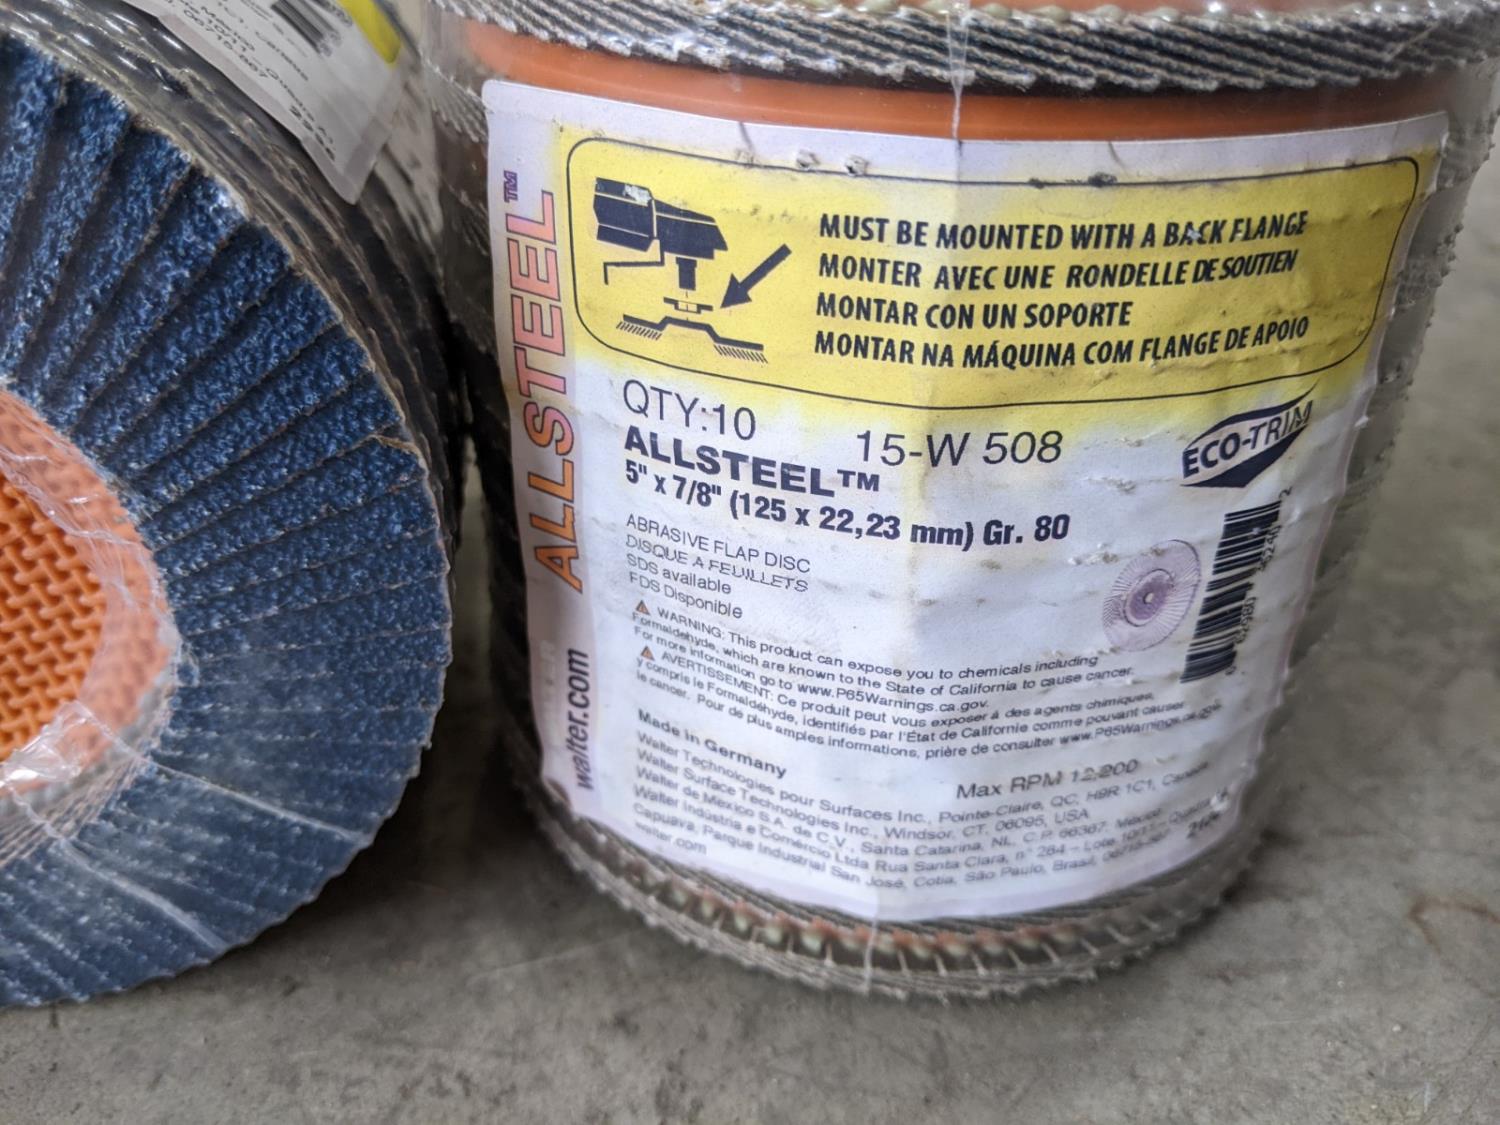 ALLSTEEL™
walter.com
MUST BE MOUNTED WITH A BACK FLANGE
MONTER AVEC UNE RONDELLE DE SOUTIEN
MONTAR CON UN SOPORTE
MONTAR NA MÁQUINA COM FLANGE DE APOIO
QTY:10
15-W 508
ECO-TRIM
ALLSTEEL™
5" x 7/8" (125 x 22,23 mm) Gr. 80
ABRASIVE FLAP DISC
DISQUE A FEUILLETS
SDS available
FDS Disponible
WARNING: This product can expose you to chemicals including
Formaldehyde, which are known to the State of California to cause cancer.
For more information go to www.P65Warnings.ca.gov.
AVERTISSEMENT: Ce produit peut vous exposer à des agents chimiques,
y compris le Formaldéhyde, identifiés par l'État de Californie comme pouvant causer
le cancer. Pour de plus amples informations, prière de consulter www.P65Warnings.ca.gov.
Made in Germany
Max RPM 12,200
Walter Technologies pour Surfaces Inc., Pointe-Claire, QC, H9R 1C1, Canada
Walter Surface Technologies Inc., Windsor, CT, 06095, USA
Walter de Mexico S.A. de C.V., Santa Catarina, NL, C.P. 66367, México
Walter Indústria e Comércio Ltda Rua Santa Clara, n° 264 – Lote 10/11 –
Capuava, Parque Industrial San José, Cotia, São Paulo, Brasil, 06715-867
walter.com